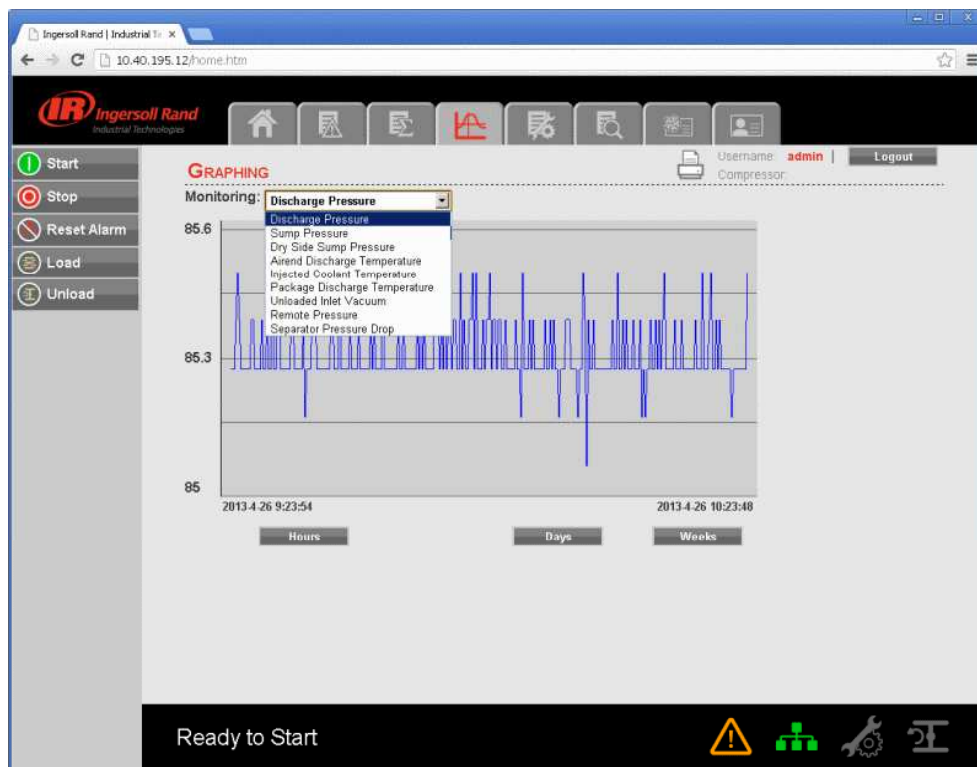 Ingersoll Rand | Industrial Te
10.40.195.12/home.htm
IR Ingersoll Rand
Industrial Technologies
Start
Stop
Reset Alarm
Load
Unload
GRAPHING
Username: admin |
Logout
Compressor:
Monitoring: Discharge Pressure
Discharge Pressure
Sump Pressure
Dry Side Sump Pressure
Airend Discharge Temperature
Injected Coolant Temperature
Package Discharge Temperature
Unloaded Inlet Vacuum
Remote Pressure
Separator Pressure Drop
85.6
85.3
85
2013-4-26 9:23:54
2013-4-26 10:23:48
Hours
Days
Weeks
Ready to Start